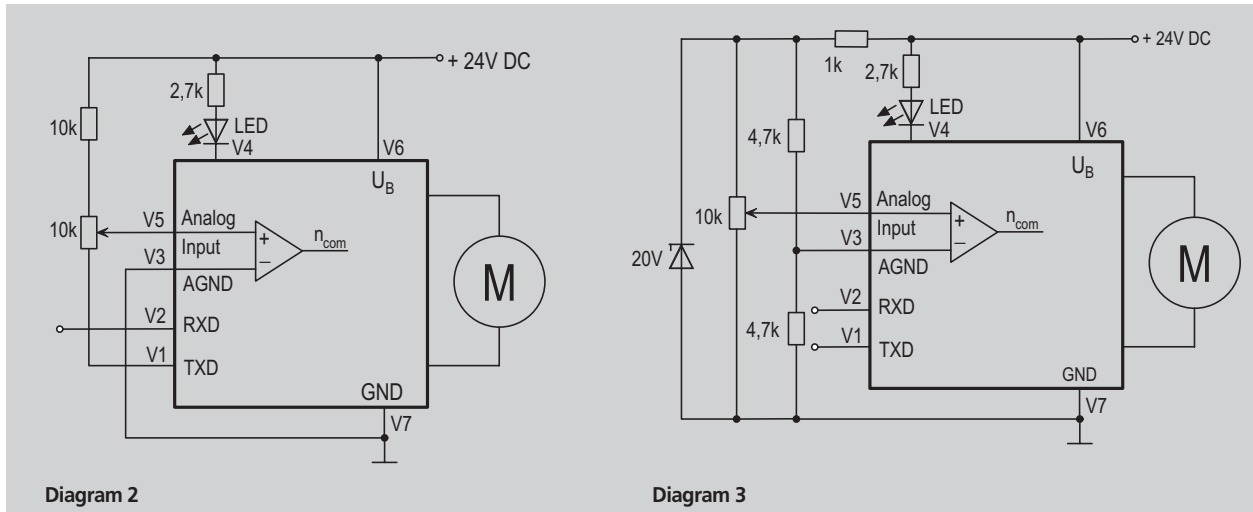 + 24V DC
2,7k
10k
LED
V4
V6
U_B
10k
V5
Analog
Input
+
−
n_com
V3
AGND
M
V2
RXD
V1
TXD
GND
V7
Diagram 2
+ 24V DC
1k
2,7k
LED
V4
V6
4,7k
U_B
V5
Analog
10k
Input
+
−
n_com
V3
AGND
20V
M
V2
RXD
4,7k
V1
TXD
GND
V7
Diagram 3